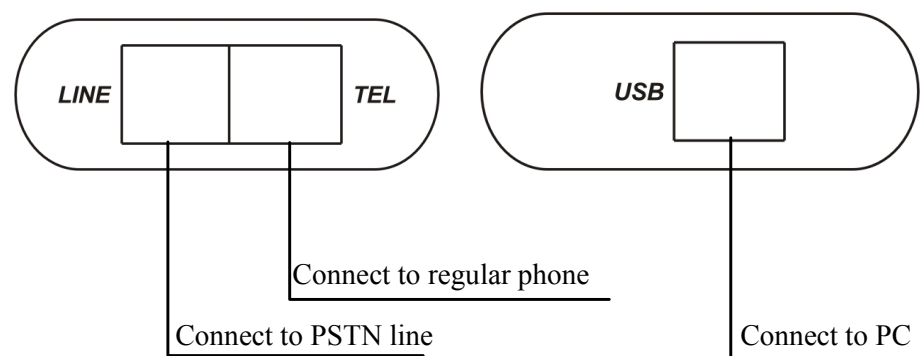 LINE TEL USB
Connect to regular phone
Connect to PSTN line Connect to PC